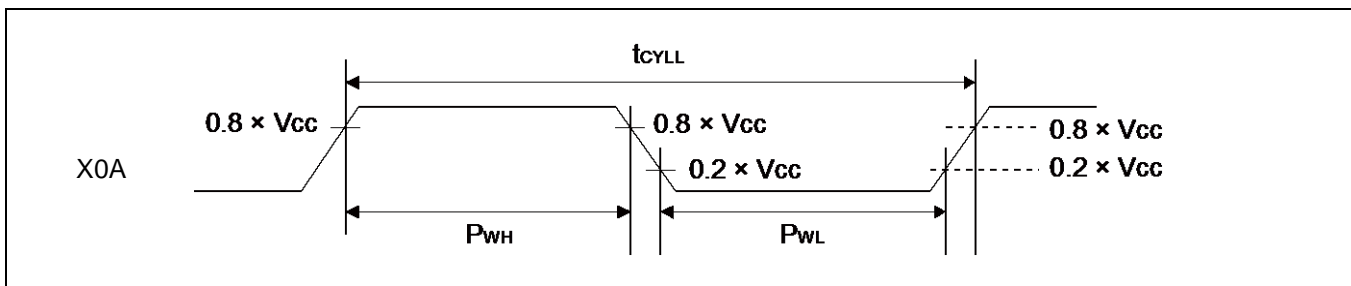 tCYLL
0.8 × Vcc
0.8 × Vcc
0.8 × Vcc
0.2 × Vcc
0.2 × Vcc
X0A
PWH
PWL